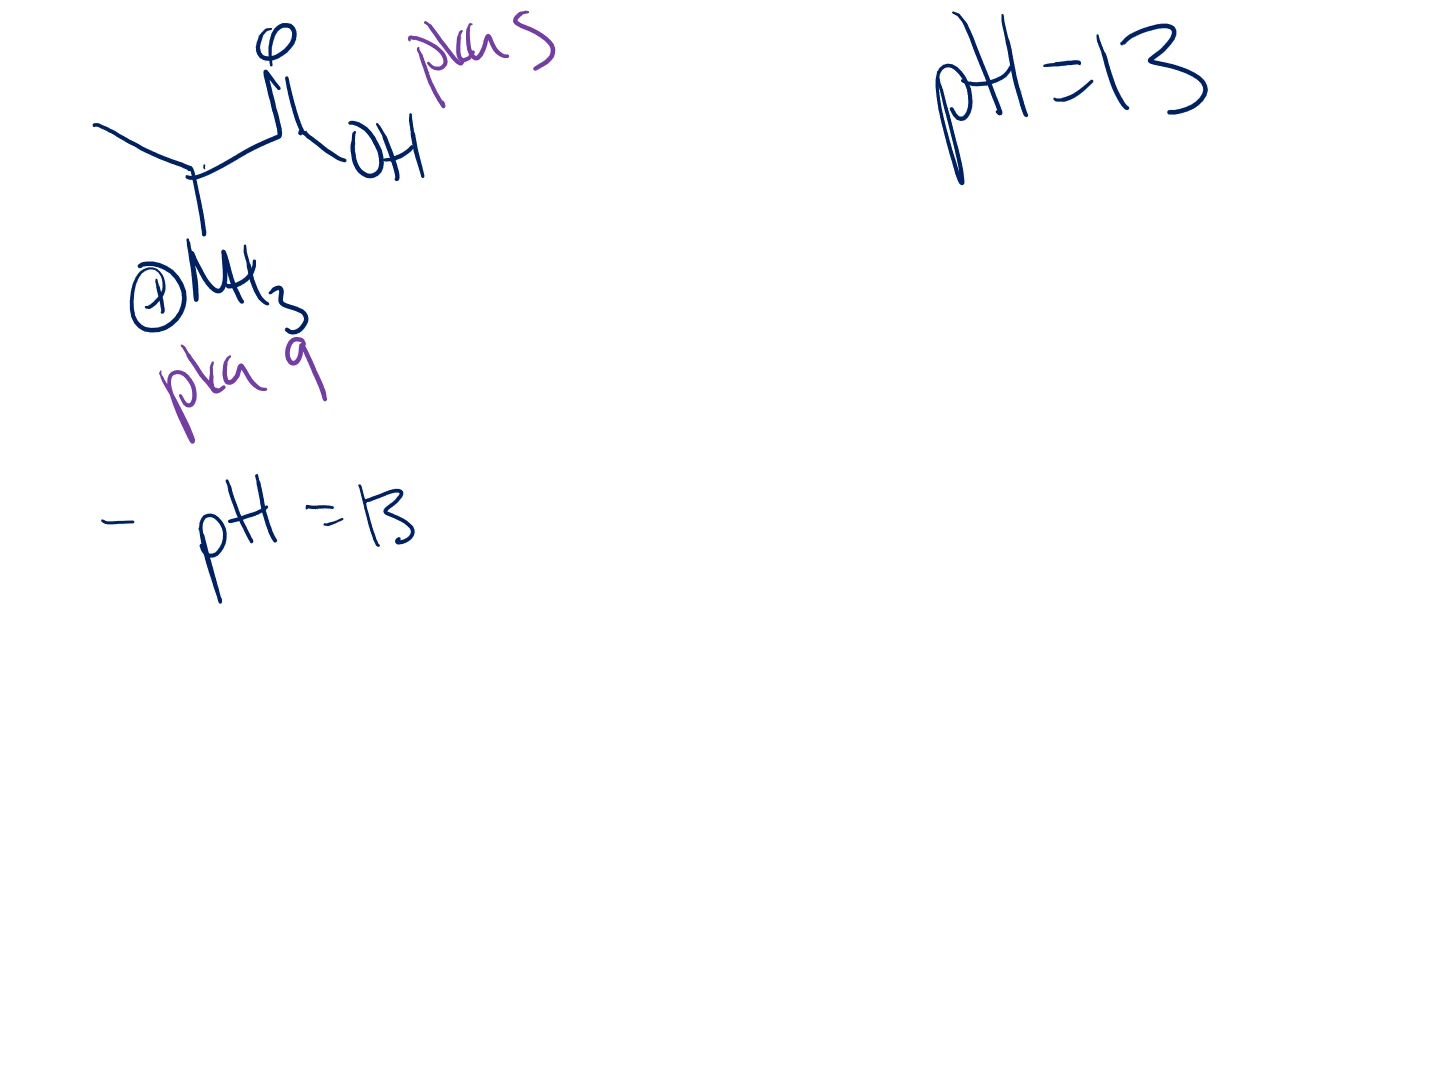 O
pka 5
pH = 13
OH
+ NH3
pka 9
- pH = 13